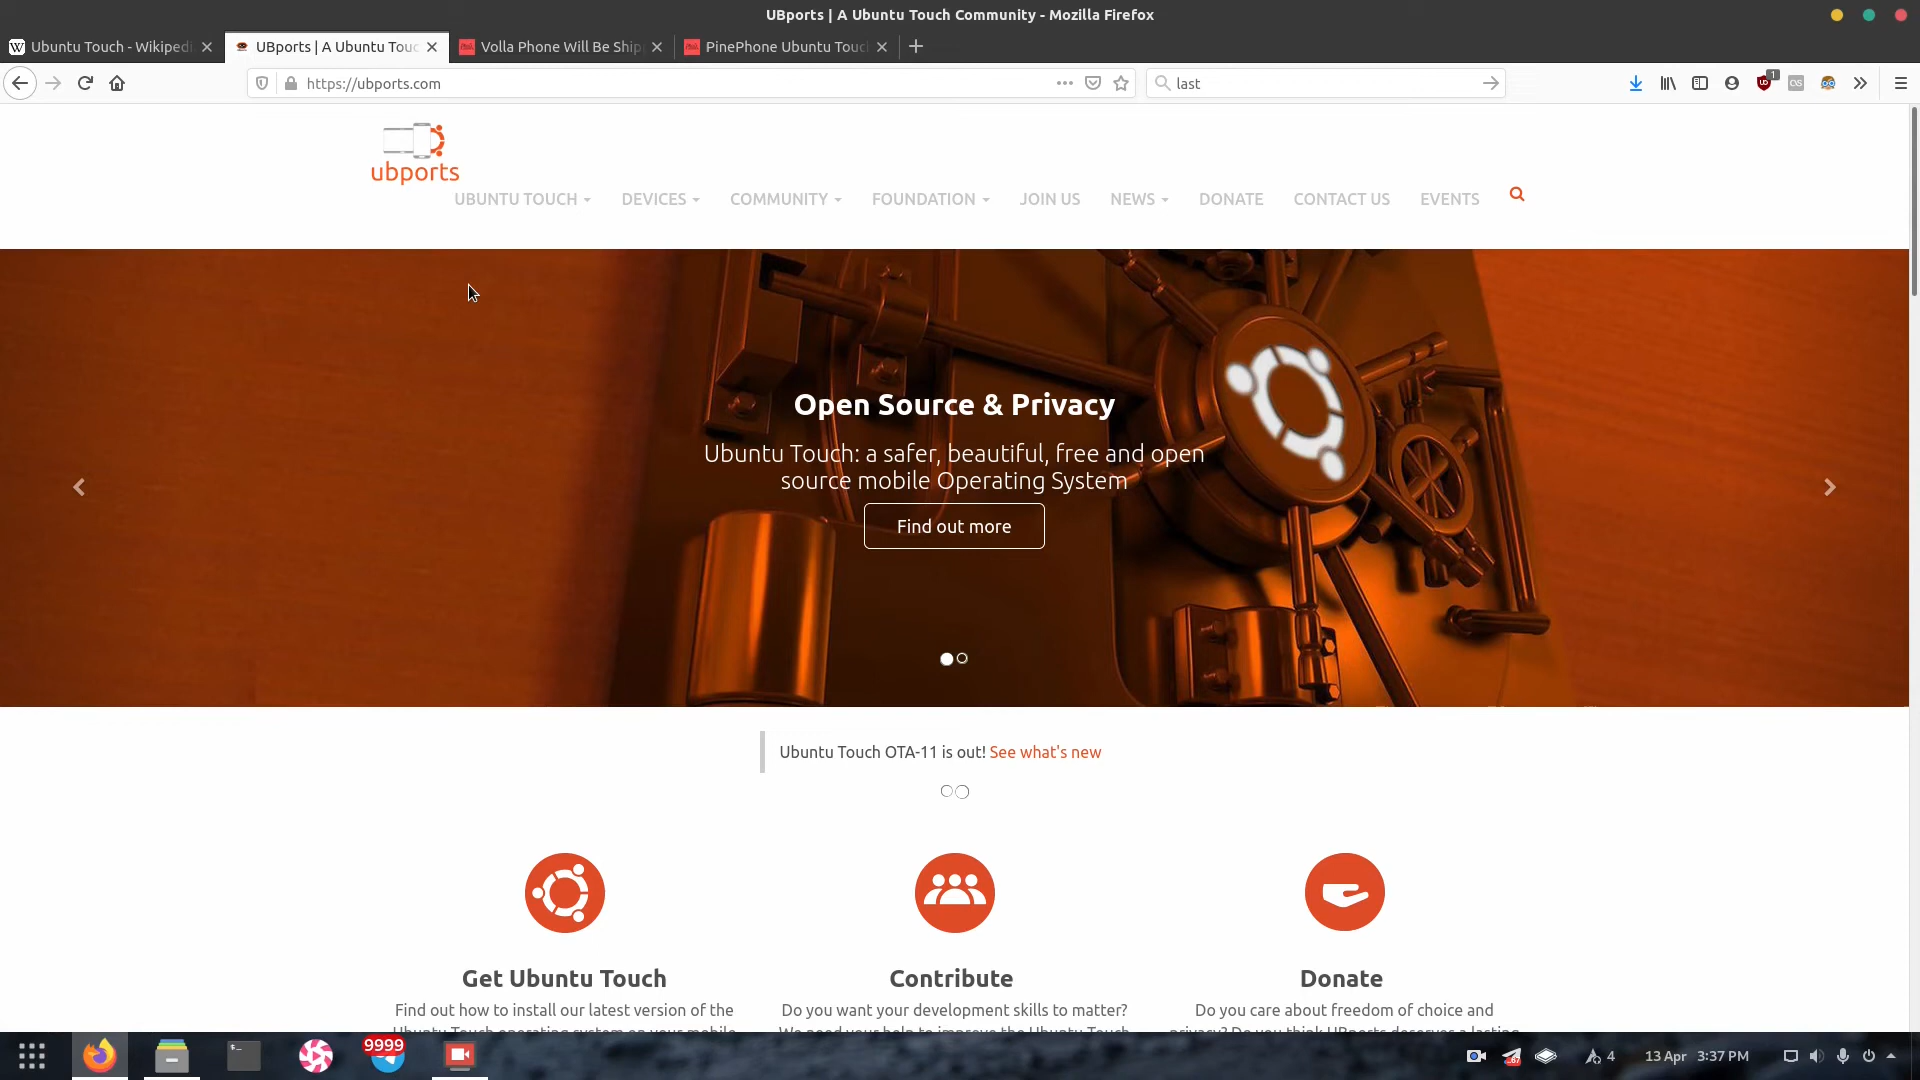 UBports | A Ubuntu Touch Community - Mozilla Firefox
Ubuntu Touch - Wikipedi
UBports | A Ubuntu Touc
Volla Phone Will Be Ship
PinePhone Ubuntu Touc
https://ubports.com
last
1
ubports
UBUNTU TOUCH
DEVICES
COMMUNITY
FOUNDATION
JOIN US
NEWS
DONATE
CONTACT US
EVENTS
Open Source & Privacy
Ubuntu Touch: a safer, beautiful, free and open
source mobile Operating System
Find out more
Ubuntu Touch OTA-11 is out! See what's new
Get Ubuntu Touch
Find out how to install our latest version of the
Ubuntu Touch operating system on your mobile
Contribute
Do you want your development skills to matter?
We need your help to improve the Ubuntu Touch
Donate
Do you care about freedom of choice and
privacy? Do you think UBports deserves a lasting
9999
4
13 Apr 3:37 PM